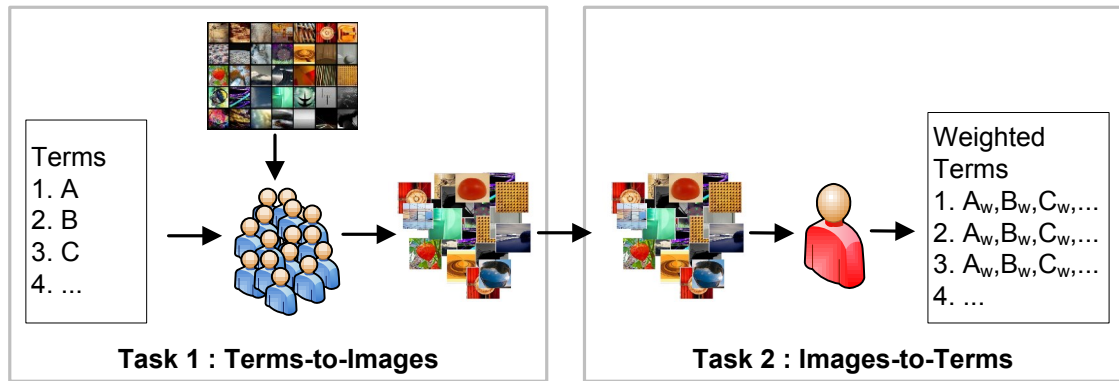 Terms
1. A
2. B
3. C
4. ...
Task 1 : Terms-to-Images
Weighted
Terms
1. Aw,Bw,Cw,...
2. Aw,Bw,Cw,...
3. Aw,Bw,Cw,...
4. ...
Task 2 : Images-to-Terms